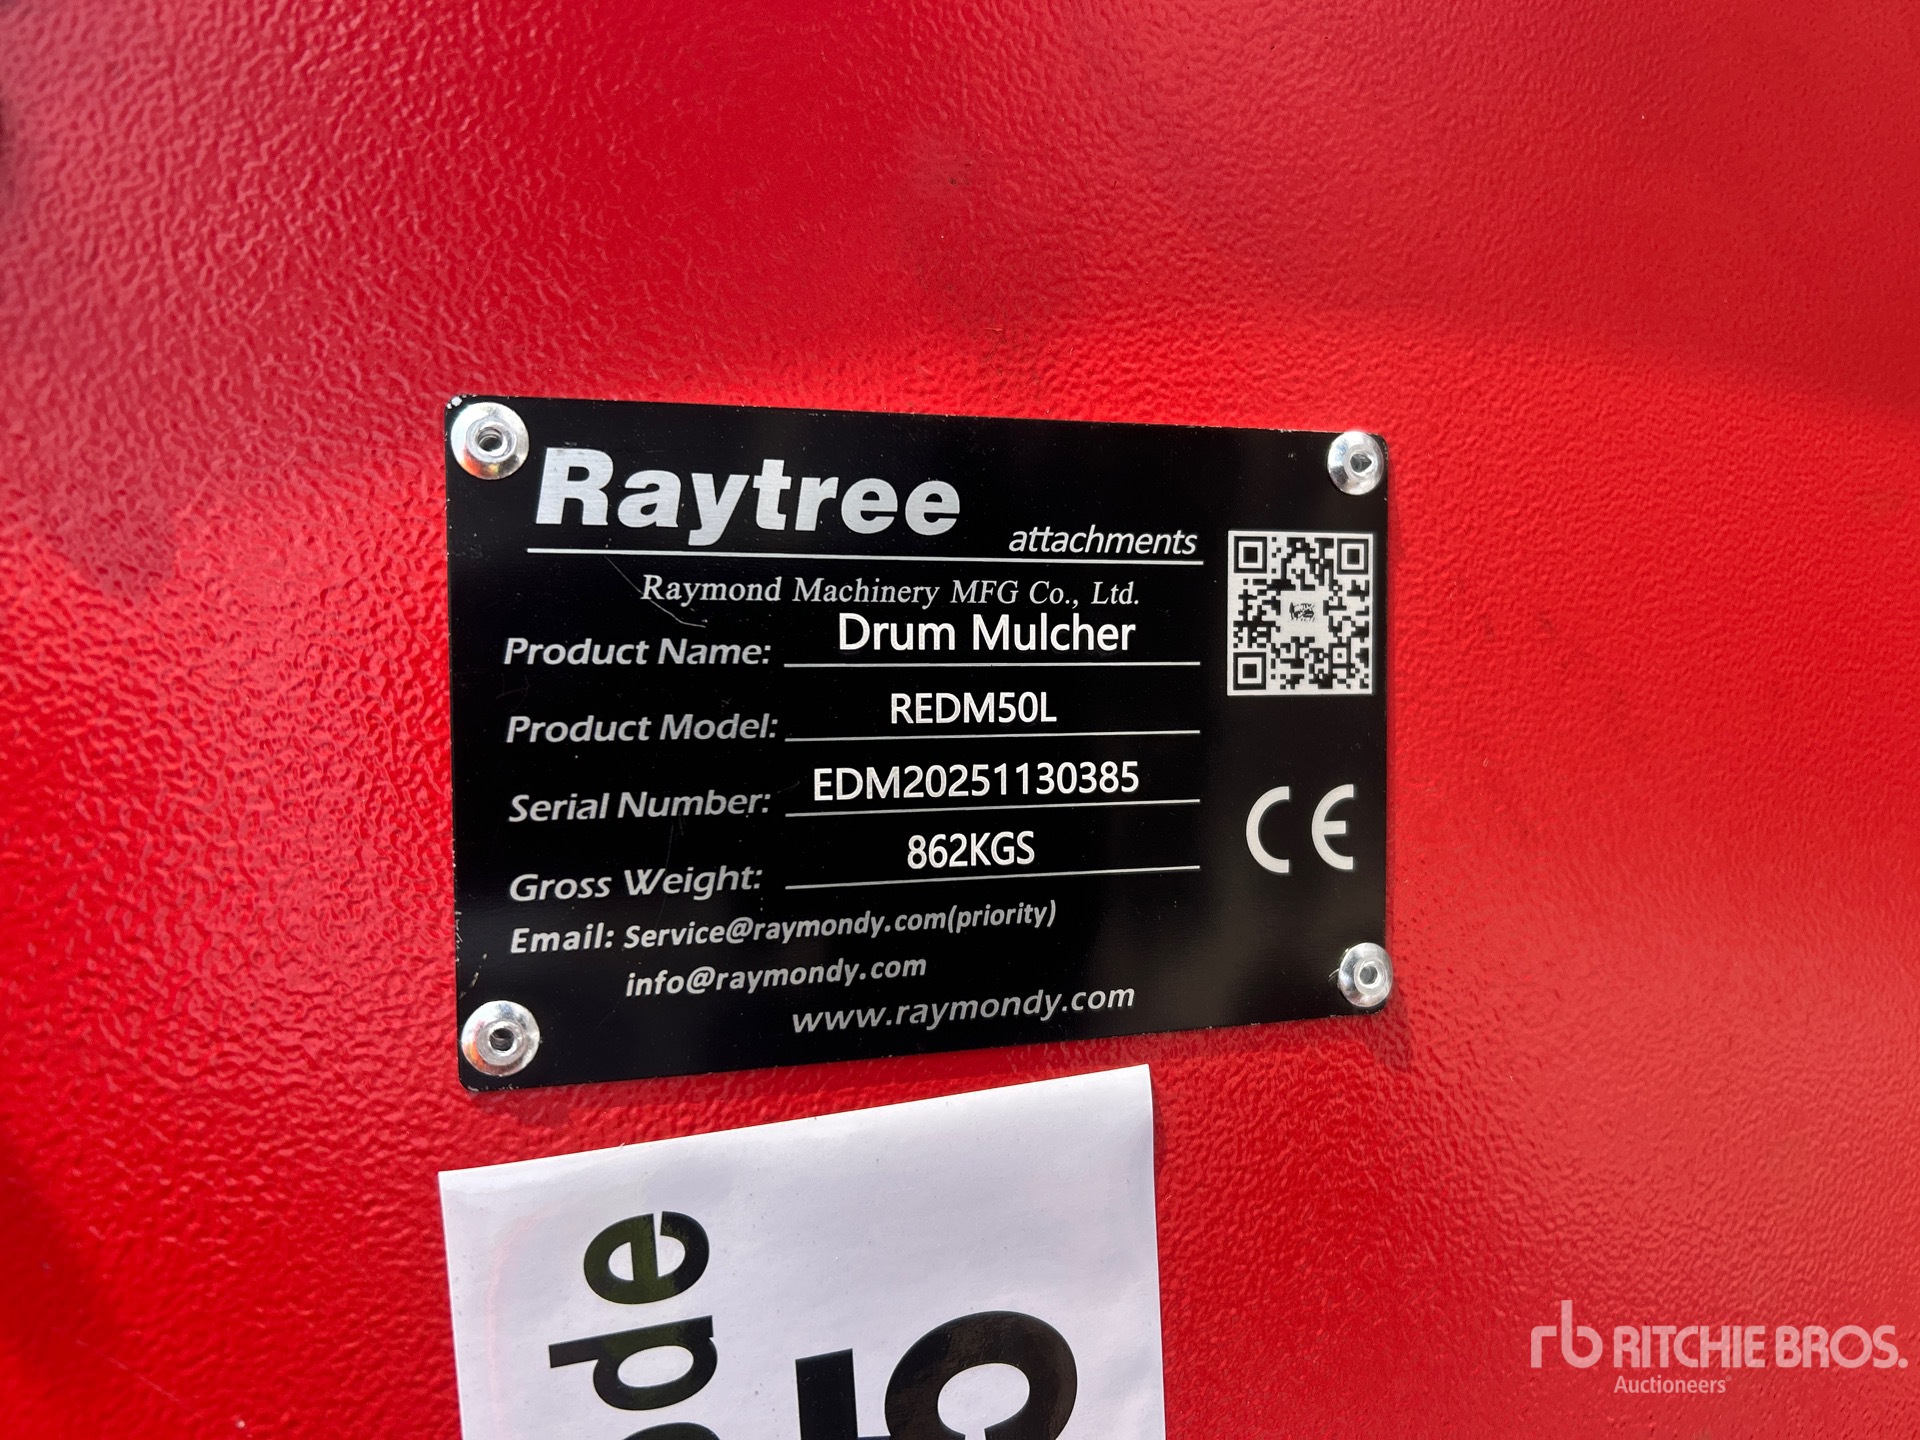 Raytree
attachments
Raymond Machinery MFG Co., Ltd.
Product Name: Drum Mulcher
Product Model: REDM50L
Serial Number: EDM20251130385
Gross Weight: 862KGS
Email: Service@raymondy.com(priority)
info@raymondy.com
www.raymondy.com
CE
rb RITCHIE BROS.
Auctioneers